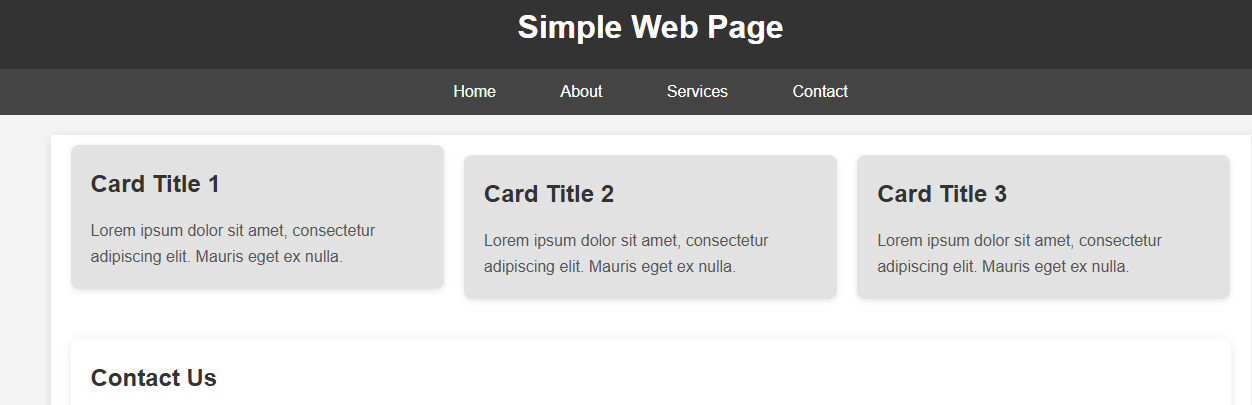 Simple Web Page
Home About Services Contact
Card Title 1
Lorem ipsum dolor sit amet, consectetur
adipiscing elit. Mauris eget ex nulla.
Card Title 2
Lorem ipsum dolor sit amet, consectetur
adipiscing elit. Mauris eget ex nulla.
Card Title 3
Lorem ipsum dolor sit amet, consectetur
adipiscing elit. Mauris eget ex nulla.
Contact Us